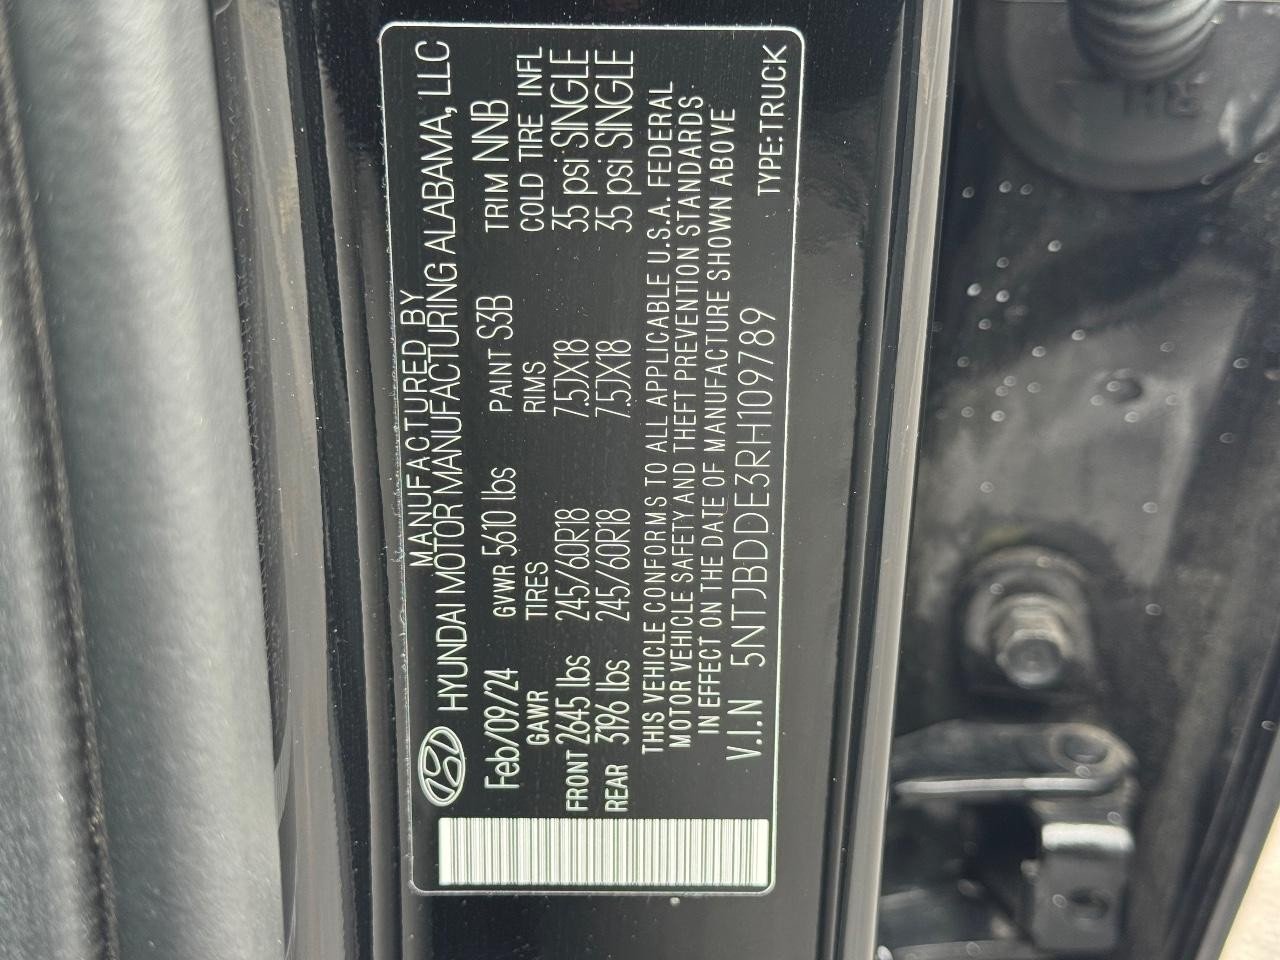 MANUFACTURED BY
HYUNDAI MOTOR MANUFACTURING ALABAMA, LLC
Feb/09/24 GVWR 5610 lbs PAINT S3B TRIM NNB
GAWR TIRES RIMS COLD TIRE INFL
FRONT 2645 lbs 245/60R18 7.5JX18 35 psi SINGLE
REAR 3196 lbs 245/60R18 7.5JX18 35 psi SINGLE
THIS VEHICLE CONFORMS TO ALL APPLICABLE U.S.A. FEDERAL
MOTOR VEHICLE SAFETY AND THEFT PREVENTION STANDARDS
IN EFFECT ON THE DATE OF MANUFACTURE SHOWN ABOVE
V.I.N 5NTJBDDE3RH109789 TYPE:TRUCK